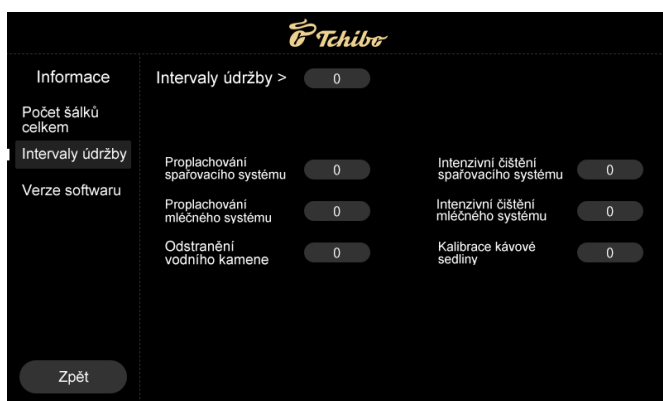 Tchibo
Informace
Intervaly údržby > 0
Počet šálků
celkem
Intervaly údržby
Verze softwaru
Proplachování
spařovacího systému 0
Intenzivní čištění
spařovacího systému 0
Proplachování
mléčného systému 0
Intenzivní čištění
mléčného systému 0
Odstranění
vodního kamene 0
Kalibrace kávové
sedliny 0
Zpět